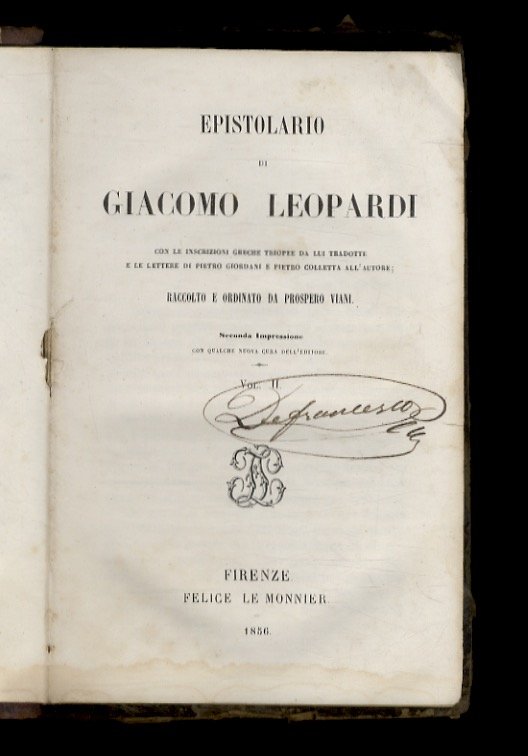 EPISTOLARIO
DI
GIACOMO LEOPARDI
CON LE INSCRIZIONI GRECHE TRIOPEE DA LUI TRADOTTE
E LE LETTERE DI PIETRO GIORDANI E PIETRO COLLETTA ALL'AUTORE;
RACCOLTO E ORDINATO DA PROSPERO VIANI.
Seconda Impressione
CON QUALCHE NUOVA CURA DELL'EDITORE.
VOL. II
Defrancesco
FIRENZE
FELICE LE MONNIER.
1856.